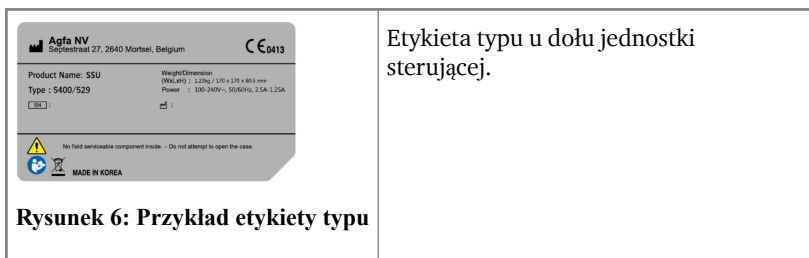 Agfa NV
Septestraat 27, 2640 Mortsel, Belgium
CE0413
Product Name: SSU
Type : 5400/529
SN :
Weight/Dimension
(WxLxH) : 1.23kg / 170 x 170 x 60.5 mm
Power : 100-240V~, 50/60Hz, 2.5A-1.25A
:
No field serviceable component inside. – Do not attempt to open the case.
MADE IN KOREA
Rysunek 6: Przykład etykiety typu
Etykieta typu u dołu jednostki
sterującej.